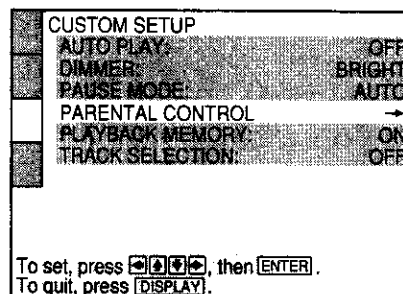 CUSTOM SETUP
AUTO PLAY: OFF
DIMMER: BRIGHT
PAUSE MODE: AUTO
PARENTAL CONTROL →
PLAYBACK MEMORY: ON
TRACK SELECTION: OFF
To set, press ←↑↓→, then ENTER.
To quit, press DISPLAY.